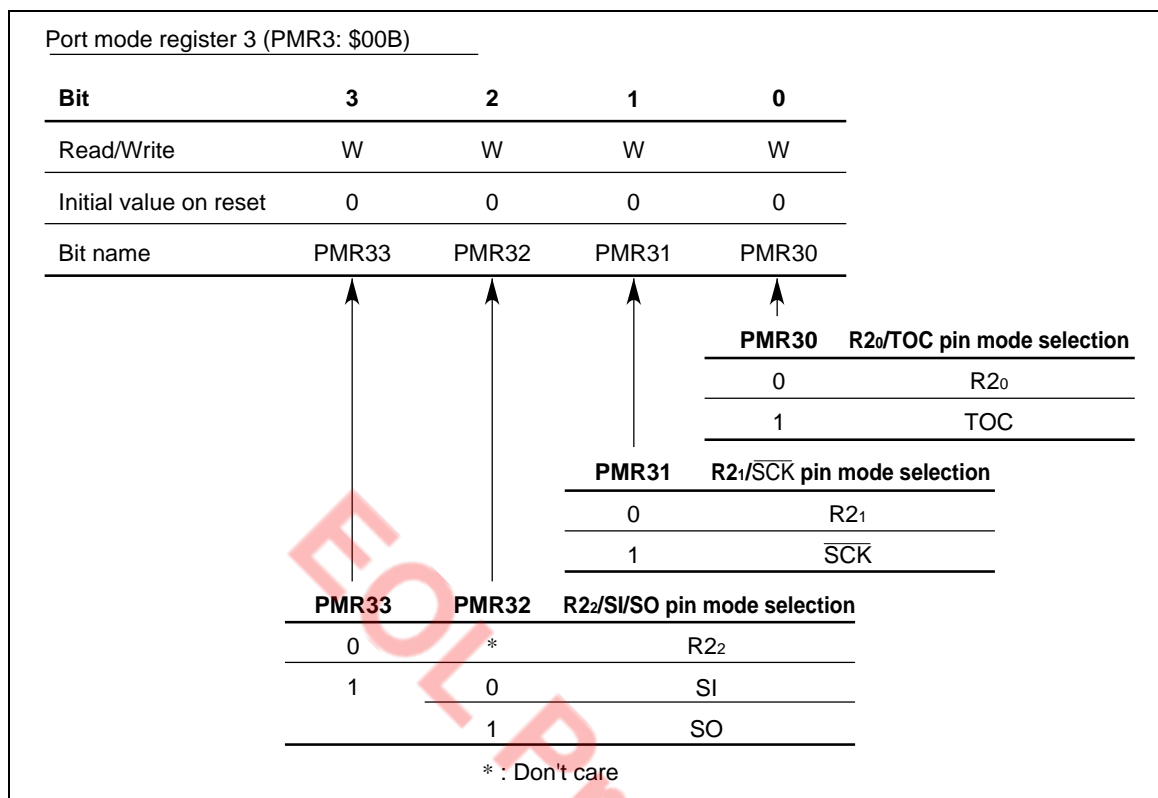 Port mode register 3 (PMR3: $00B)
Bit 3 2 1 0
Read/Write W W W W
Initial value on reset 0 0 0 0
Bit name PMR33 PMR32 PMR31 PMR30
PMR30 R2₀/TOC pin mode selection
0 R2₀
1 TOC
PMR31 R2₁/S̅C̅K̅ pin mode selection
0 R2₁
1 S̅C̅K̅
PMR33 PMR32 R2₂/SI/SO pin mode selection
0 * R2₂
1 0 SI
1 SO
* : Don't care
EOL Pr